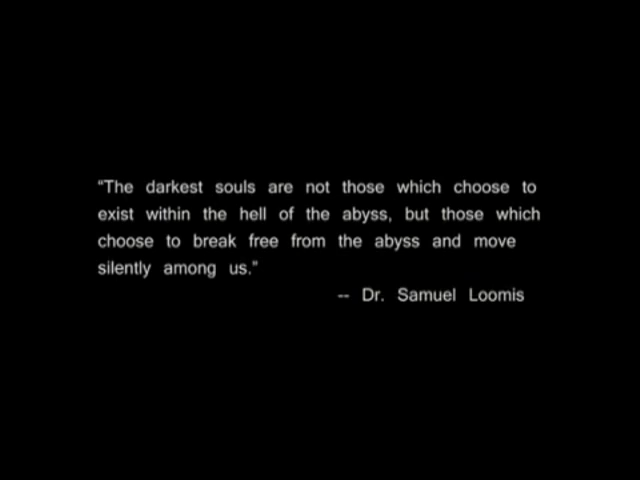 “The darkest souls are not those which choose to
exist within the hell of the abyss, but those which
choose to break free from the abyss and move
silently among us.”
-- Dr. Samuel Loomis